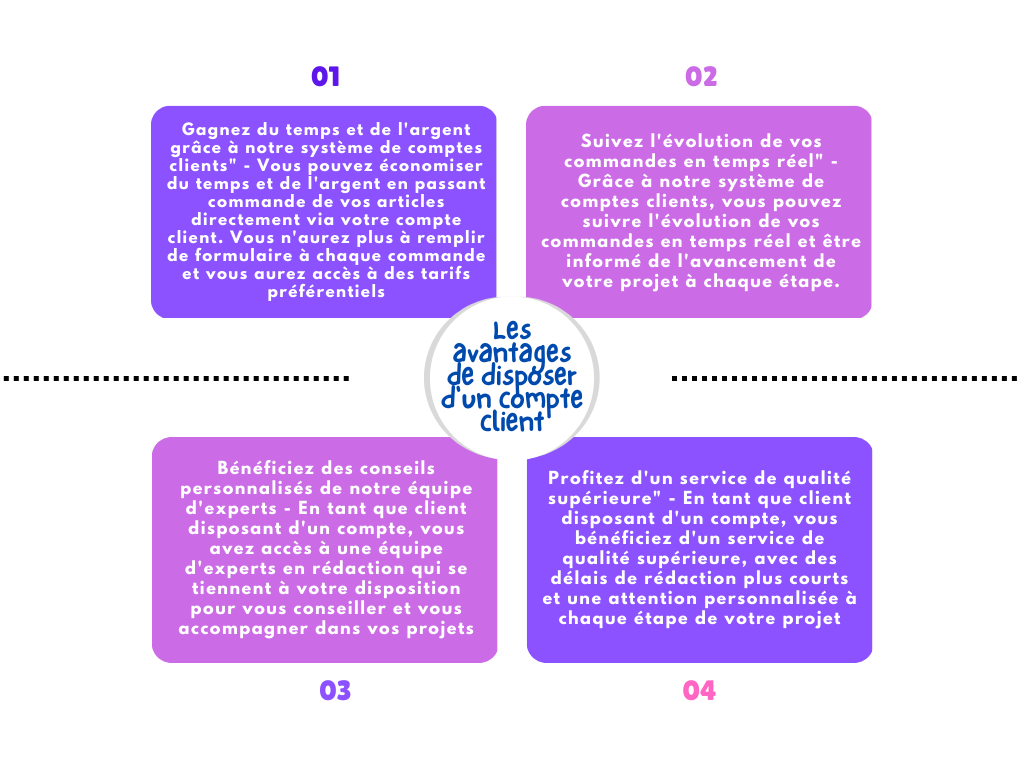 01
Gagnez du temps et de l'argent
grâce à notre système de comptes
clients" - Vous pouvez économiser
du temps et de l'argent en passant
commande de vos articles
directement via votre compte
client. Vous n'aurez plus à remplir
de formulaire à chaque commande
et vous aurez accès à des tarifs
préférentiels
02
Suivez l'évolution de vos
commandes en temps réel" -
Grâce à notre système de
comptes clients, vous pouvez
suivre l'évolution de vos
commandes en temps réel et être
informé de l'avancement de
votre projet à chaque étape.
Les
avantages
de disposer
d'un compte
client
Bénéficiez des conseils
personnalisés de notre équipe
d'experts - En tant que client
disposant d'un compte, vous
avez accès à une équipe
d'experts en rédaction qui se
tiennent à votre disposition
pour vous conseiller et vous
accompagner dans vos projets
03
Profitez d'un service de qualité
supérieure" - En tant que client
disposant d'un compte, vous
bénéficiez d'un service de
qualité supérieure, avec des
délais de rédaction plus courts
et une attention personnalisée à
chaque étape de votre projet
04